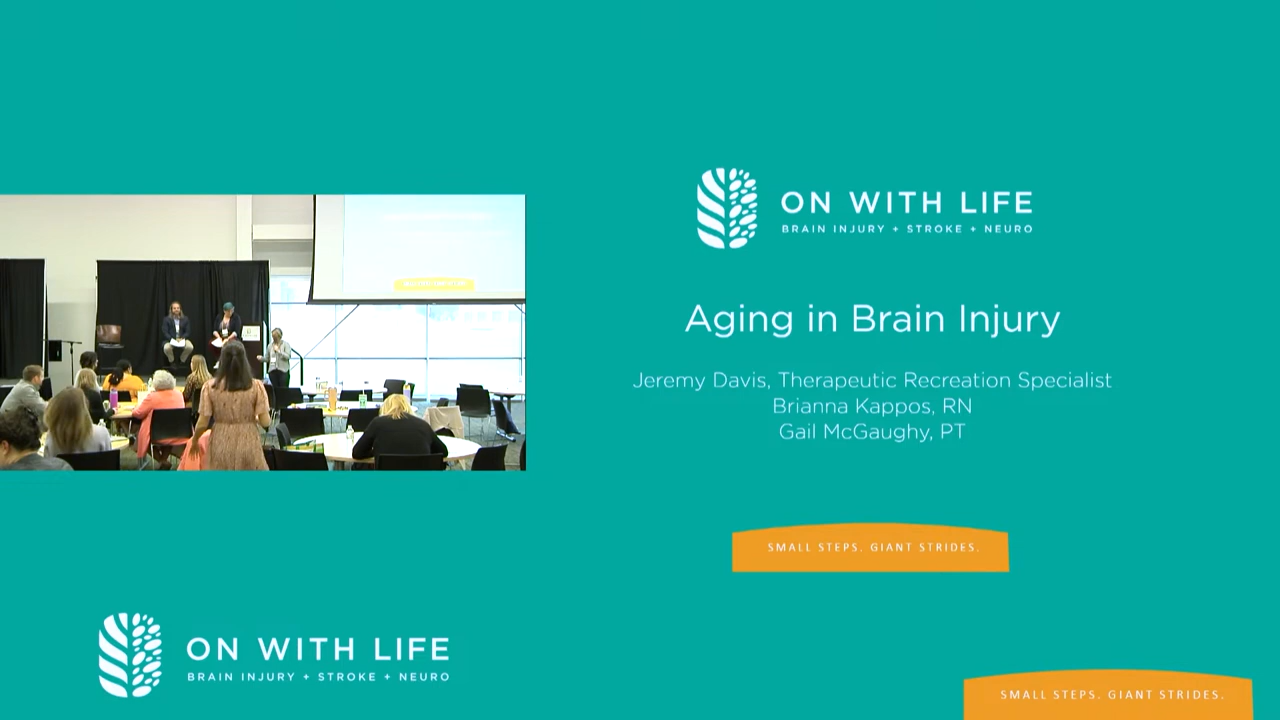 ON WITH LIFE
BRAIN INJURY + STROKE + NEURO
Aging in Brain Injury
Jeremy Davis, Therapeutic Recreation Specialist
Brianna Kappos, RN
Gail McGaughy, PT
SMALL STEPS. GIANT STRIDES.
ON WITH LIFE
BRAIN INJURY + STROKE + NEURO
SMALL STEPS. GIANT STRIDES.